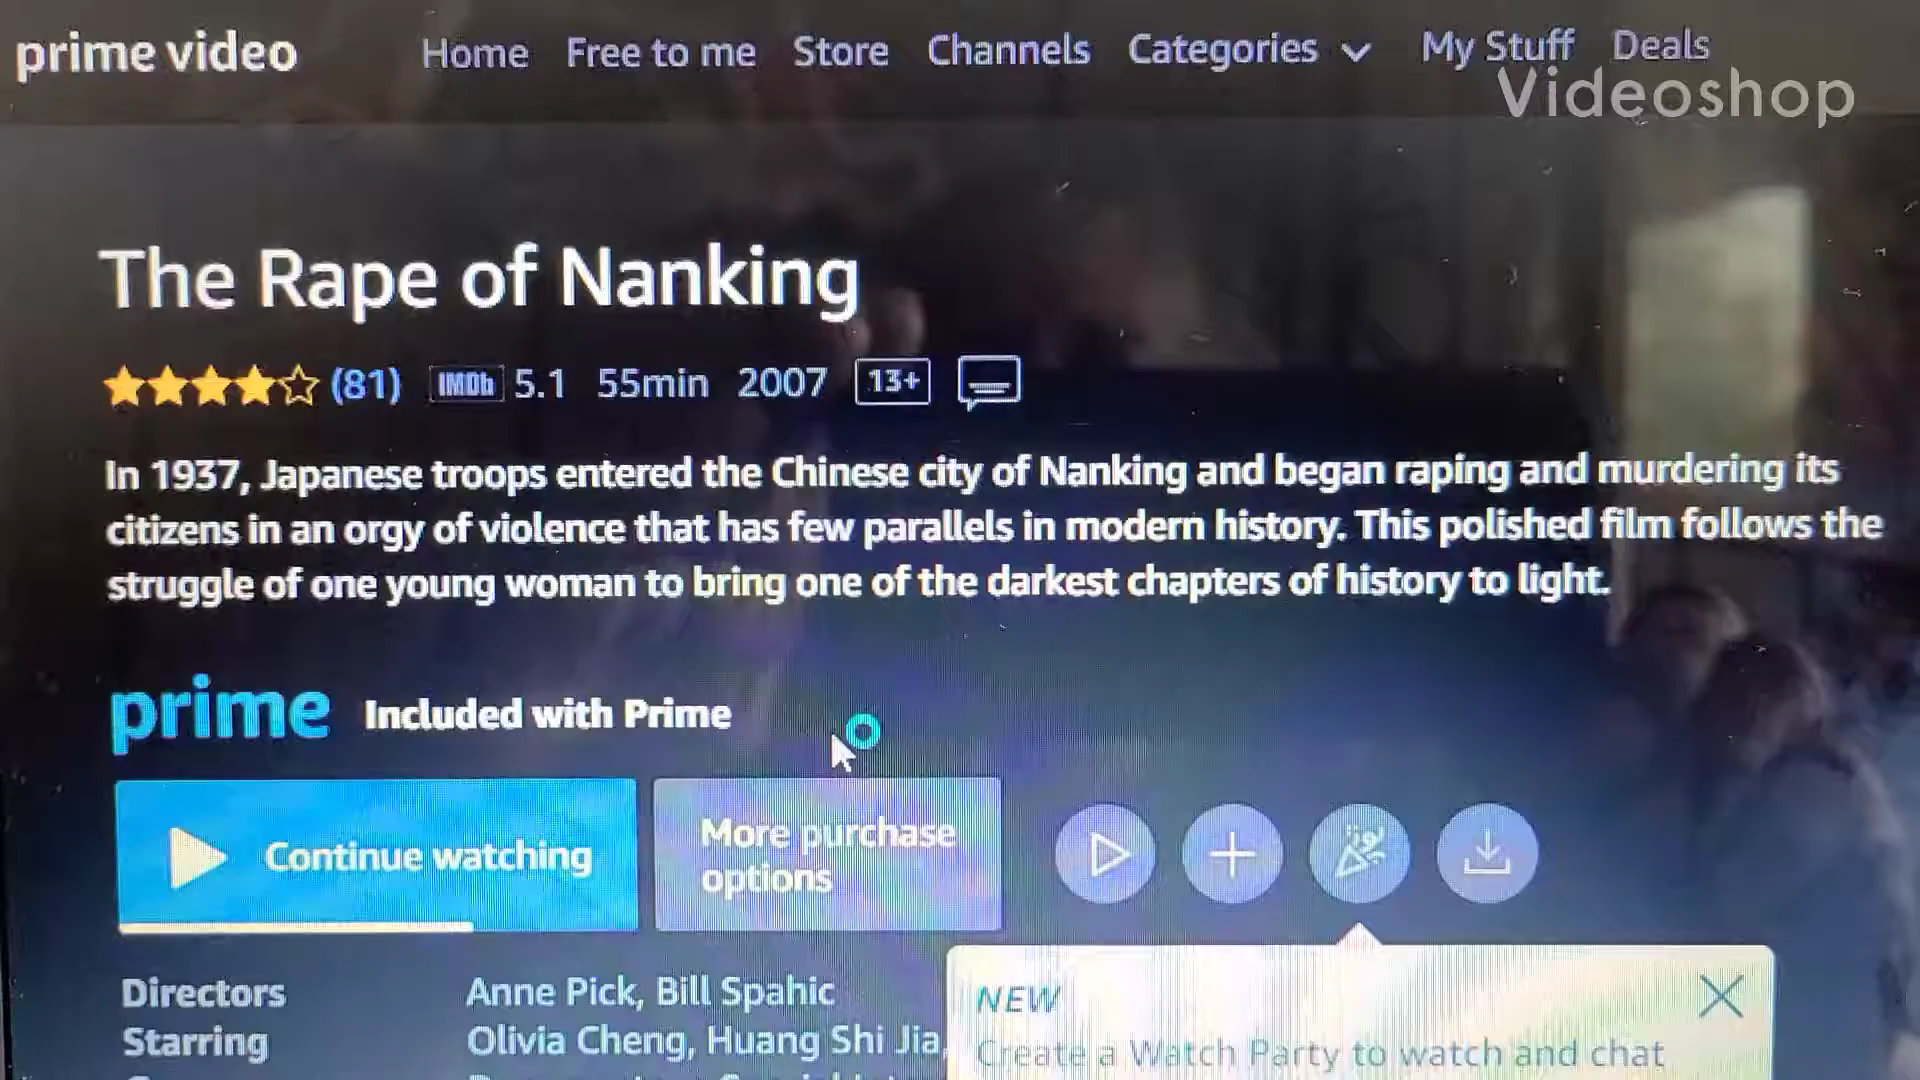 prime video Home Free to me Store Channels Categories My Stuff Deals
Videoshop
The Rape of Nanking
(81) IMDb 5.1 55min 2007 13+
In 1937, Japanese troops entered the Chinese city of Nanking and began raping and murdering its
citizens in an orgy of violence that has few parallels in modern history. This polished film follows the
struggle of one young woman to bring one of the darkest chapters of history to light.
prime Included with Prime
Continue watching
More purchase
options
Directors Anne Pick, Bill Spahic
Starring Olivia Cheng, Huang Shi Jia,
NEW
Create a Watch Party to watch and chat